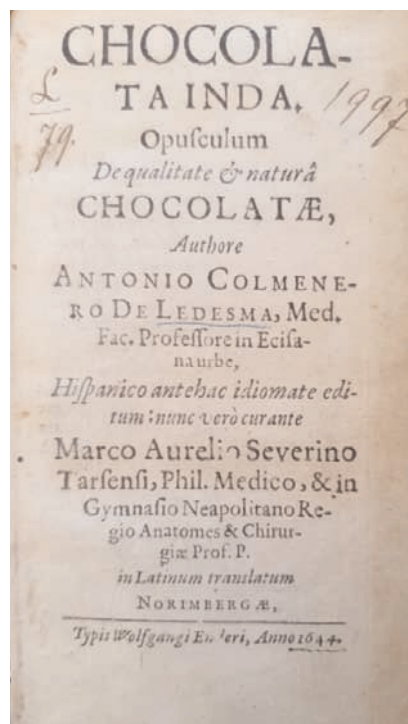 CHOCOLA-
TA INDA.
L
79.
1997
Opuſculum
De qualitate & naturâ
CHOCOLATÆ,
Authore
ANTONIO COLMENE-
RO DE LEDESMA, Med.
Fac. Profeſſore in Eciſa-
na urbe,
Hiſpanico antehac idiomate edi-
tum: nunc verò curante
Marco Aurelio Severino
Tarſenſi, Phil. Medico, & in
Gymnaſio Neapolitano Re-
gio Anatomes & Chirur-
giæ Prof. P.
in Latinum translatum
NORIMBERGÆ,
Typis Wolfgangi Enderi, Anno 1644.